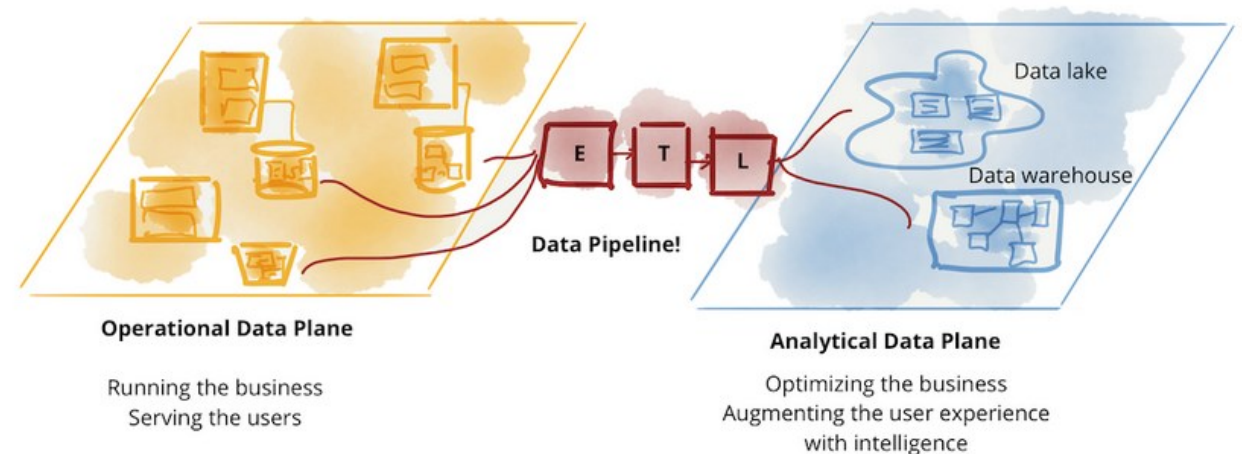 Data lake
E T L
Data warehouse
Data Pipeline!
Operational Data Plane
Running the business
Serving the users
Analytical Data Plane
Optimizing the business
Augmenting the user experience
with intelligence